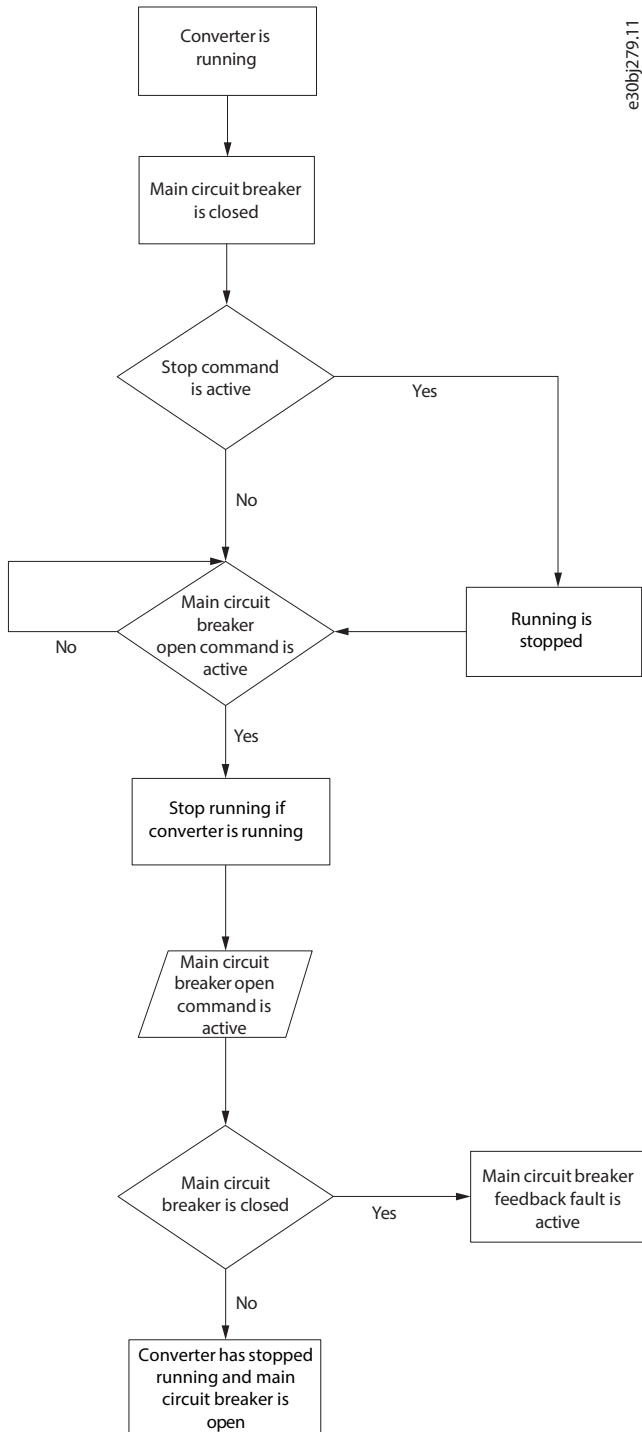 e30bj279.11
Converter is
running
Main circuit breaker
is closed
Stop command
is active
Yes
No
Main circuit
breaker
open command is
active
No
Running is
stopped
Yes
Stop running if
converter is running
Main circuit
breaker open
command is
active
Main circuit
breaker is closed
Yes
Main circuit breaker
feedback fault is
active
No
Converter has stopped
running and main
circuit breaker is
open